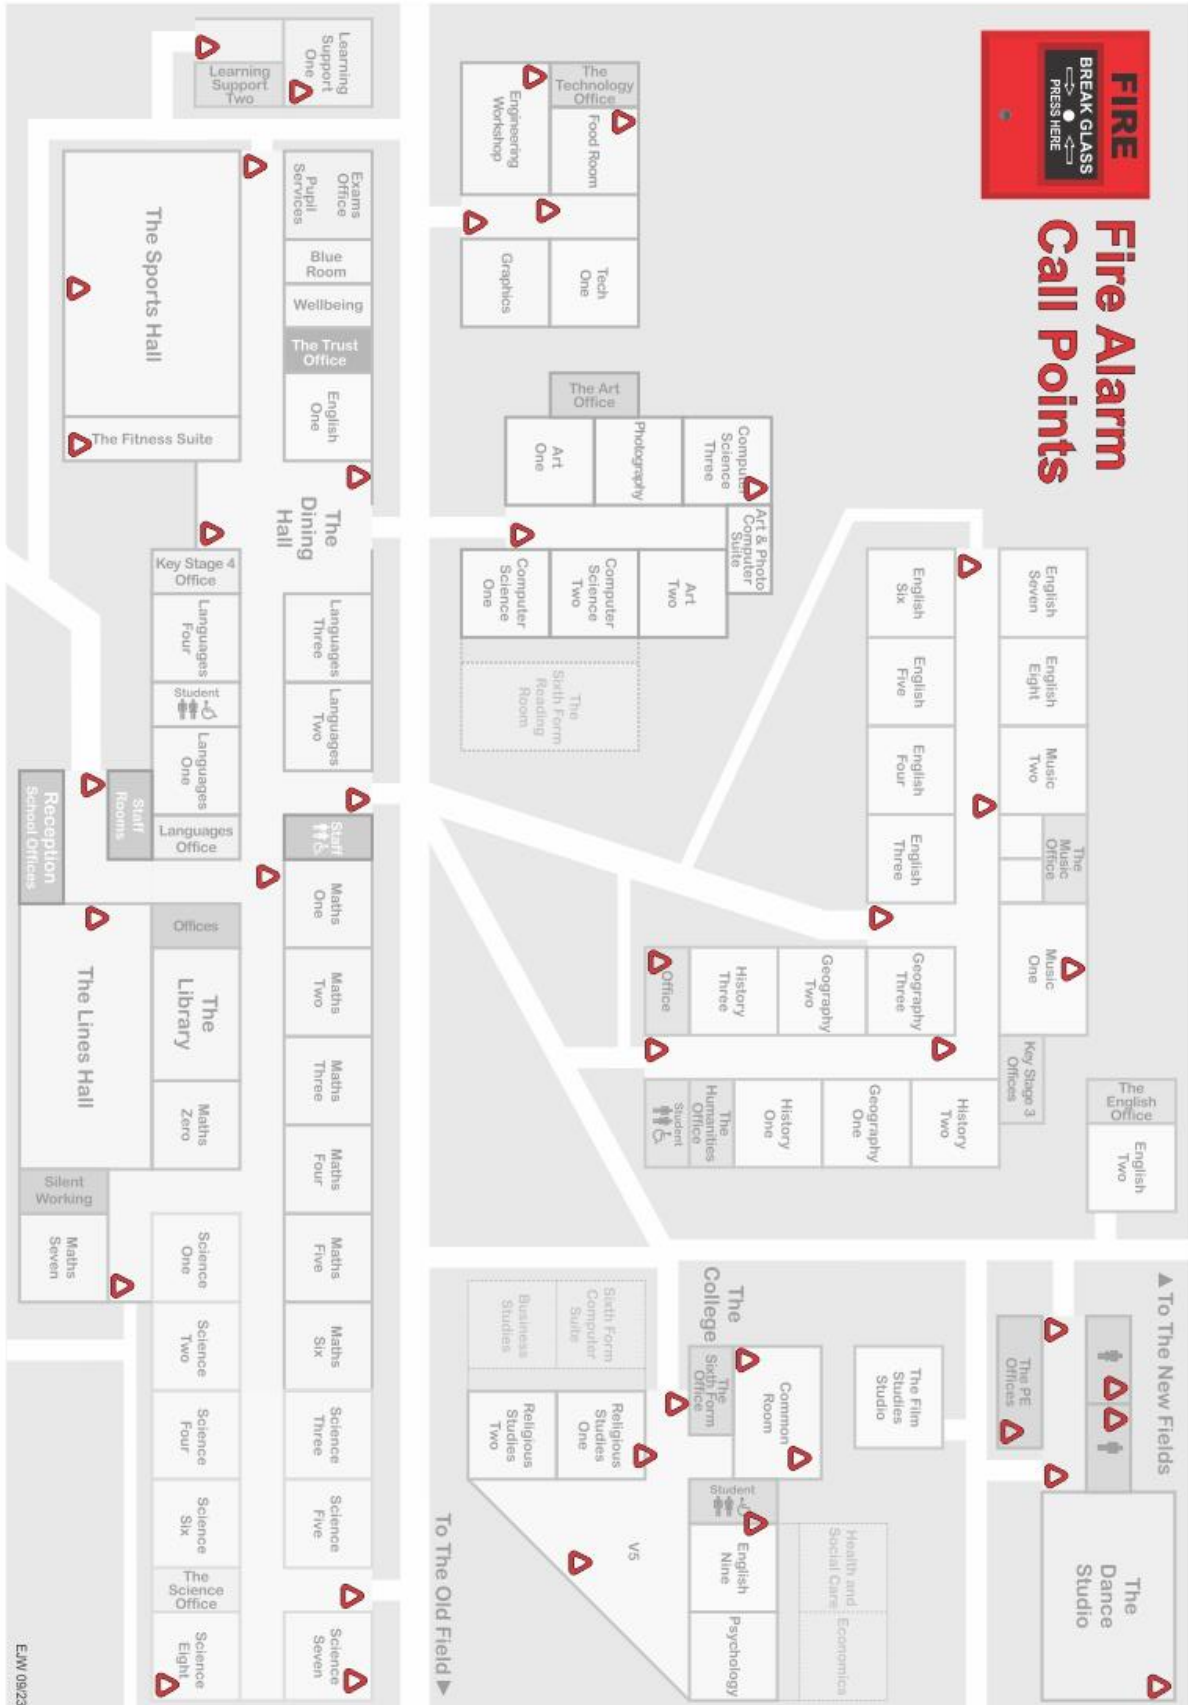 FIRE
BREAK GLASS
PRESS HERE
Fire Alarm
Call Points
Learning
Support
One
Learning
Support
Two
The
Technology
Office
Engineering
Workshop
Food Room
Graphics
Tech
One
Exams
Office
Pupil
Services
Blue
Room
Wellbeing
The Trust
Office
English
One
The Sports Hall
The Fitness Suite
The
Dining
Hall
The Art
Office
Art
One
Photography
Computer
Science
Three
Art & Photo
Computer
Suite
Computer
Science
One
Computer
Science
Two
Art
Two
The
Sixth Form
Reading
Room
Key Stage 4
Office
Languages
Four
Languages
Three
Student
Languages
Two
Languages
One
Languages
Office
Staff
Rooms
Reception
School Offices
Staff
English
Six
English
Seven
English
Five
English
Eight
English
Four
Music
Two
English
Three
The
Music
Office
Music
One
Offices
The
Library
The Lines Hall
Maths
One
Maths
Two
Maths
Three
Maths
Zero
Maths
Four
Maths
Five
Maths
Six
Silent
Working
Maths
Seven
Office
History
Three
Geography
Two
Geography
Three
Key Stage 3
Offices
Student
The
Humanities
Office
History
One
Geography
One
History
Two
The
English
Office
English
Two
Science
One
Science
Two
Science
Three
Science
Four
Science
Five
Science
Six
The
Science
Office
Science
Seven
Science
Eight
The
College
Sixth Form
Computer
Suite
Business
Studies
The
Sixth Form
Office
Common
Room
Religious
Studies
One
Religious
Studies
Two
The Film
Studies
Studio
The PE
Offices
▲ To The New Fields
The
Dance
Studio
Student
English
Nine
Psychology
Health and
Social Care
Economics
V5
To The Old Field ▶
EJW 09/23